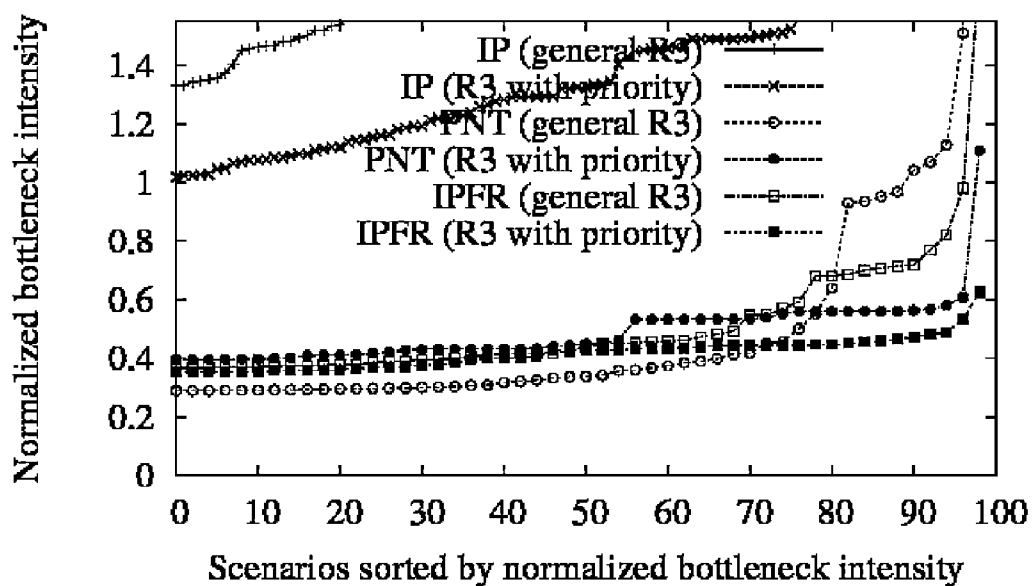 Normalized bottleneck intensity
1.4
1.2
1
0.8
0.6
0.4
0.2
0
IP (general R3)
IP (R3 with priority)
PNT (general R3)
PNT (R3 with priority)
IPFR (general R3)
IPFR (R3 with priority)
0 10 20 30 40 50 60 70 80 90 100
Scenarios sorted by normalized bottleneck intensity